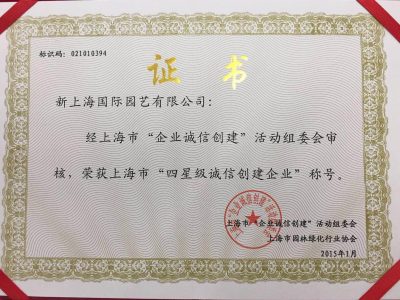 标识码：021010394
证书
新上海国际园艺有限公司：
经上海市“企业诚信创建”活动组委会审
核，荣获上海市“四星级诚信创建企业”称号。
上海市“企业诚信创建”活动组委会
上海市园林绿化行业协会
2015年1月